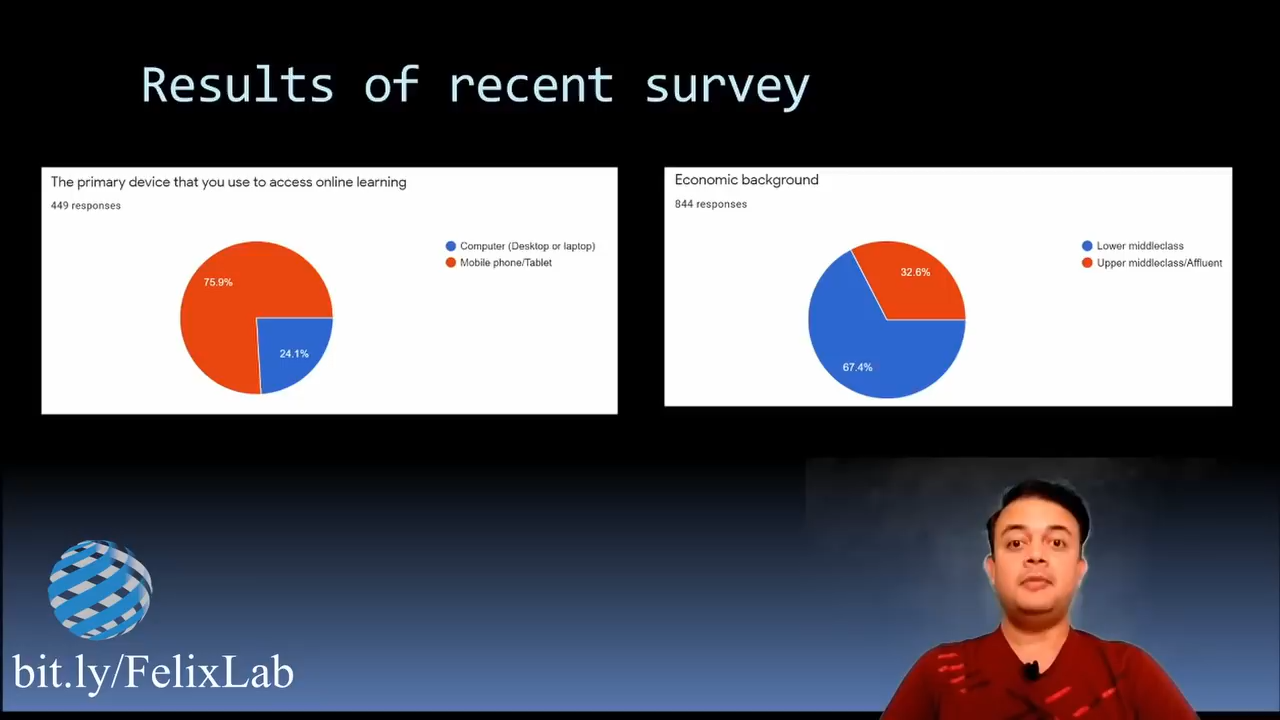 Results of recent survey
The primary device that you use to access online learning
449 responses
Computer (Desktop or laptop)
Mobile phone/Tablet
75.9%
24.1%
Economic background
844 responses
Lower middleclass
Upper middleclass/Affluent
32.6%
67.4%
bit.ly/FelixLab